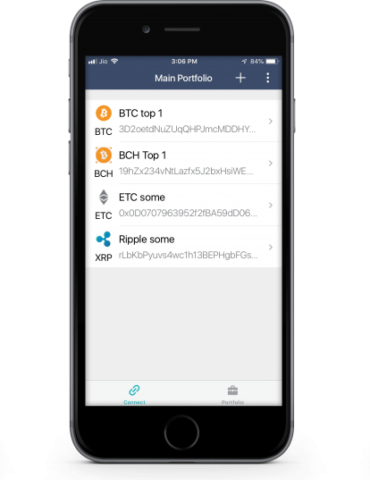 Jio 3:06 PM 84%
Main Portfolio
BTC top 1
BTC 3D2oetdNuZUqQHPJmcMDDHY...
BCH Top 1
BCH 19hZx234vNtLazfx5J2bxHsiWE...
ETC some
ETC 0x0D0707963952f2fBA59dD06...
Ripple some
XRP rLbKbPyuvs4wc1h13BEPHgbFGs...
Connect Portfolio